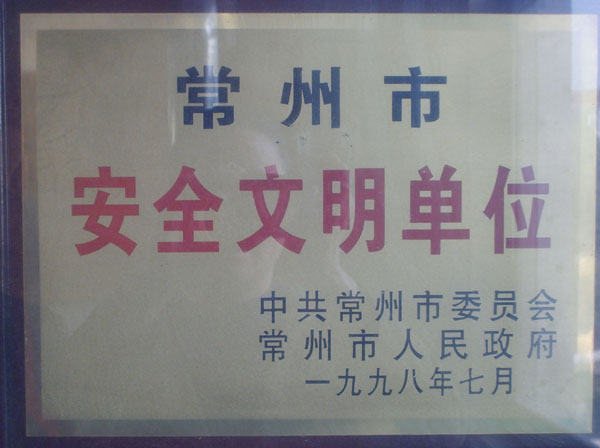 常州市
安全文明单位
中共常州市委员会
常州市人民政府
一九九八年七月